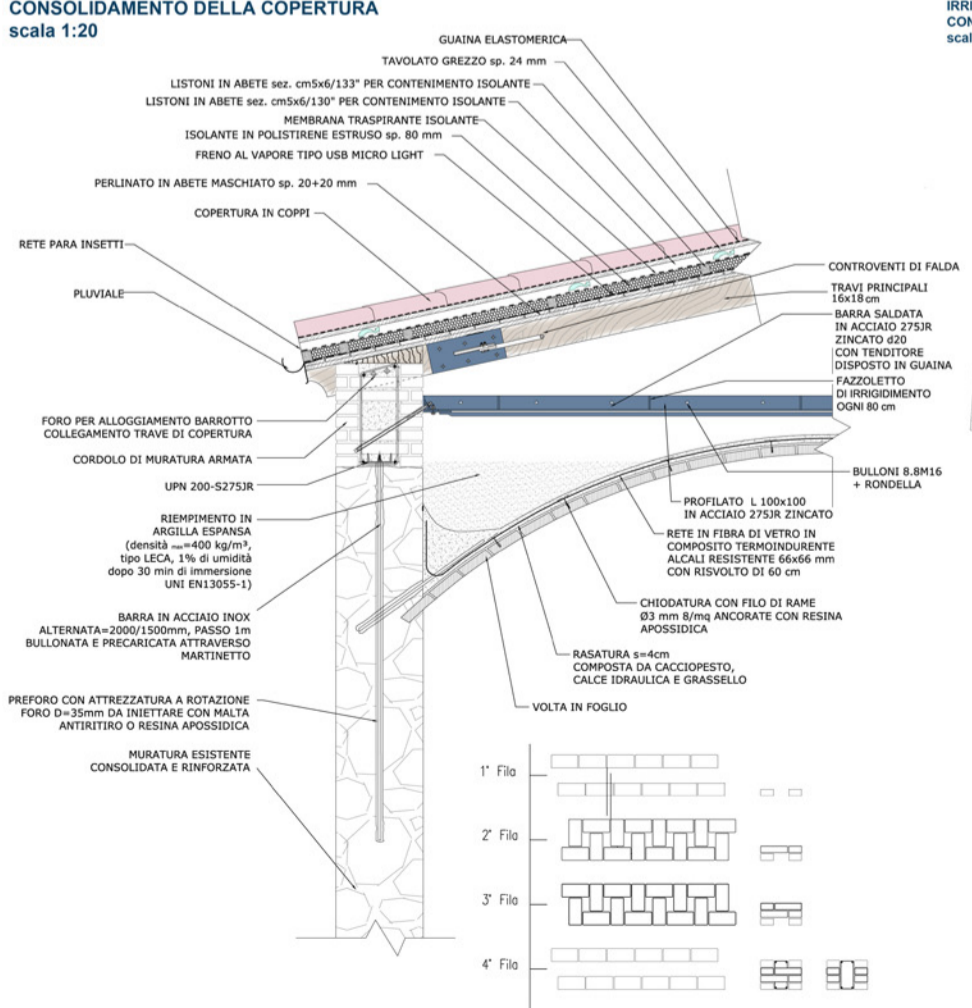 CONSOLIDAMENTO DELLA COPERTURA
scala 1:20
IRRI
CON
scal
GUAINA ELASTOMERICA
TAVOLATO GREZZO sp. 24 mm
LISTONI IN ABETE sez. cm5x6/133" PER CONTENIMENTO ISOLANTE
LISTONI IN ABETE sez. cm5x6/130" PER CONTENIMENTO ISOLANTE
MEMBRANA TRASPIRANTE ISOLANTE
ISOLANTE IN POLISTIRENE ESTRUSO sp. 80 mm
FRENO AL VAPORE TIPO USB MICRO LIGHT
PERLINATO IN ABETE MASCHIATO sp. 20+20 mm
COPERTURA IN COPPI
RETE PARA INSETTI
PLUVIALE
FORO PER ALLOGGIAMENTO BARROTTO
COLLEGAMENTO TRAVE DI COPERTURA
CORDOLO DI MURATURA ARMATA
UPN 200-S275JR
RIEMPIMENTO IN
ARGILLA ESPANSA
(densità max=400 kg/m³,
tipo LECA, 1% di umidità
dopo 30 min di immersione
UNI EN13055-1)
BARRA IN ACCIAIO INOX
ALTERNATA=2000/1500mm, PASSO 1m
BULLONATA E PRECARICATA ATTRAVERSO
MARTINETTO
PREFORO CON ATTREZZATURA A ROTAZIONE
FORO D=35mm DA INIETTARE CON MALTA
ANTIRITIRO O RESINA APOSSIDICA
MURATURA ESISTENTE
CONSOLIDATA E RINFORZATA
CONTROVENTI DI FALDA
TRAVI PRINCIPALI
16x18 cm
BARRA SALDATA
IN ACCIAIO 275JR
ZINCATO d20
CON TENDITORE
DISPOSTO IN GUAINA
FAZZOLETTO
DI IRRIGIDIMENTO
OGNI 80 cm
BULLONI 8.8M16
+ RONDELLA
PROFILATO L 100x100
IN ACCIAIO 275JR ZINCATO
RETE IN FIBRA DI VETRO IN
COMPOSITO TERMOINDURENTE
ALCALI RESISTENTE 66x66 mm
CON RISVOLTO DI 60 cm
CHIODATURA CON FILO DI RAME
Ø3 mm 8/mq ANCORATE CON RESINA
APOSSIDICA
RASATURA s=4cm
COMPOSTA DA CACCIOPESTO,
CALCE IDRAULICA E GRASSELLO
VOLTA IN FOGLIO
1° Fila
2° Fila
3° Fila
4° Fila